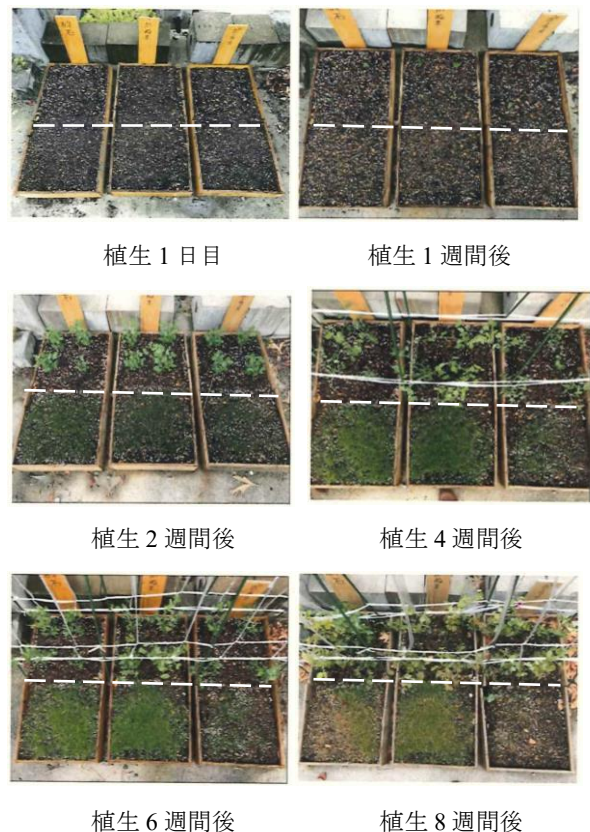 植生 1 日目
植生 1 週間後
植生 2 週間後
植生 4 週間後
植生 6 週間後
植生 8 週間後